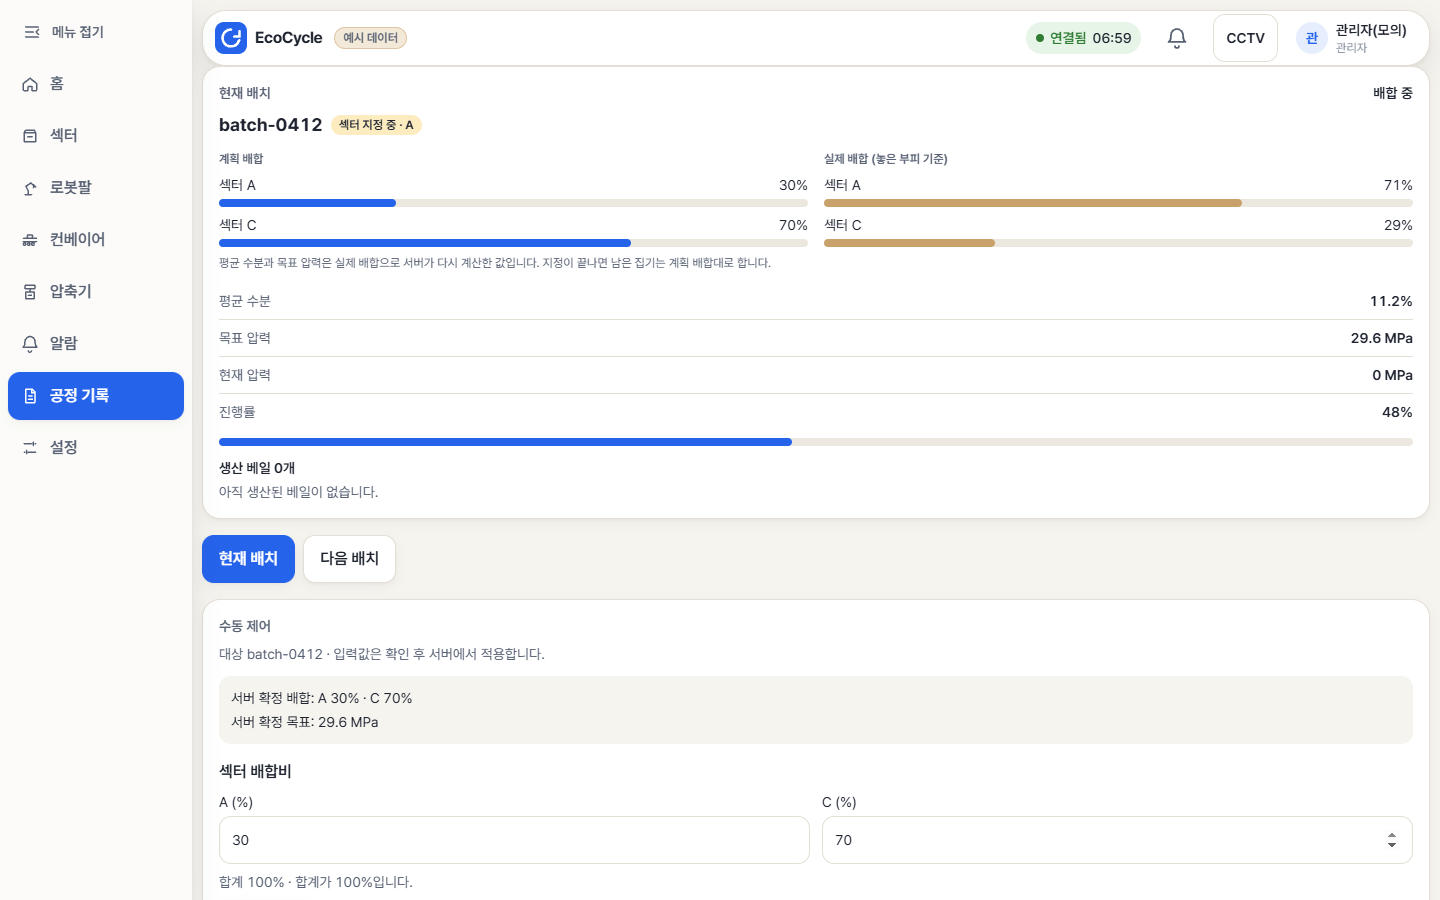 메뉴 접기
홈
섹터
로봇팔
컨베이어
압축기
알람
공정 기록
설정
EcoCycle
예시 데이터
연결됨 06:59
CCTV
관
관리자(모의)
관리자
현재 배치
배합 중
batch-0412
섹터 지정 중 · A
계획 배합
섹터 A 30%
섹터 C 70%
실제 배합 (놓은 부피 기준)
섹터 A 71%
섹터 C 29%
평균 수분과 목표 압력은 실제 배합으로 서버가 다시 계산한 값입니다. 지정이 끝나면 남은 집기는 계획 배합대로 합니다.
평균 수분 11.2%
목표 압력 29.6 MPa
현재 압력 0 MPa
진행률 48%
생산 베일 0개
아직 생산된 베일이 없습니다.
현재 배치
다음 배치
수동 제어
대상 batch-0412 · 입력값은 확인 후 서버에서 적용합니다.
서버 확정 배합: A 30% · C 70%
서버 확정 목표: 29.6 MPa
섹터 배합비
A (%)
30
C (%)
70
합계 100% · 합계가 100%입니다.